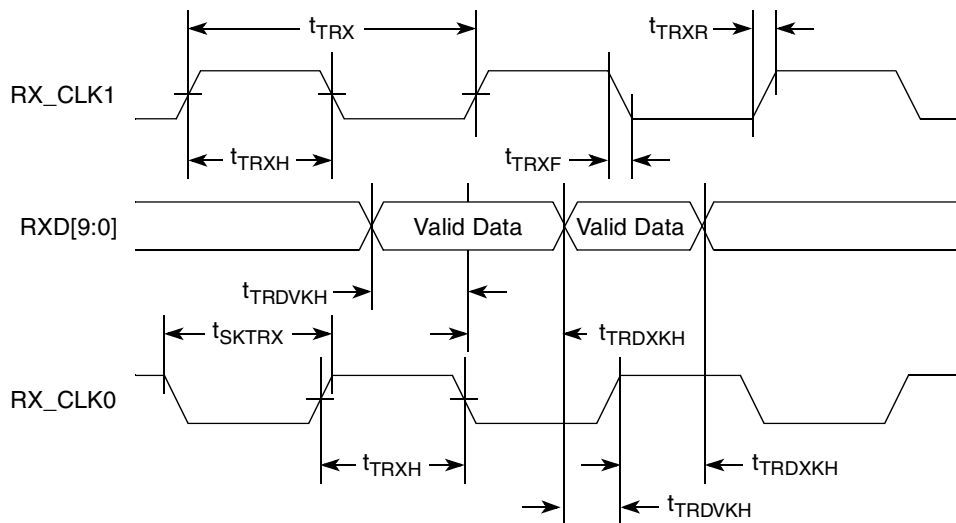 tTRX
tTRXR
RX_CLK1
tTRXH
tTRXF
RXD[9:0]
Valid Data
Valid Data
tTRDVKH
tSKTRX
tTRDXKH
RX_CLK0
tTRXH
tTRDXKH
tTRDVKH